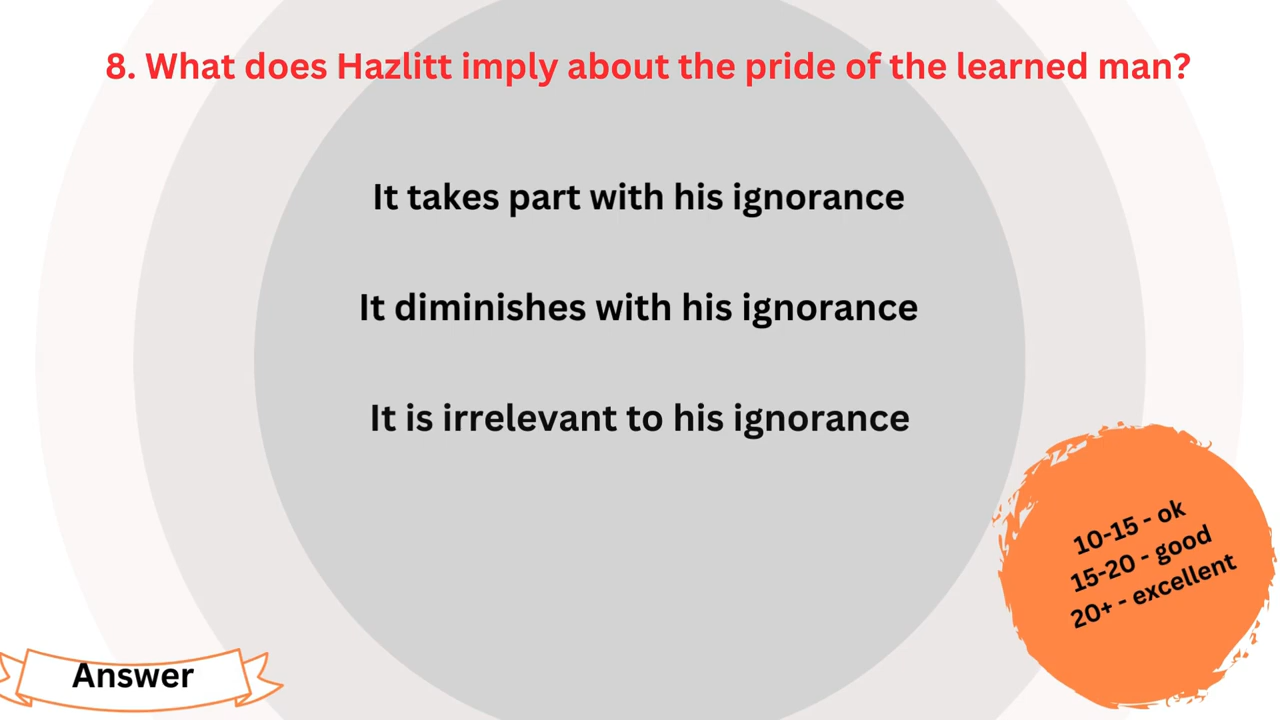 8. What does Hazlitt imply about the pride of the learned man?
It takes part with his ignorance
It diminishes with his ignorance
It is irrelevant to his ignorance
10-15 - ok
15-20 - good
20+ - excellent
Answer